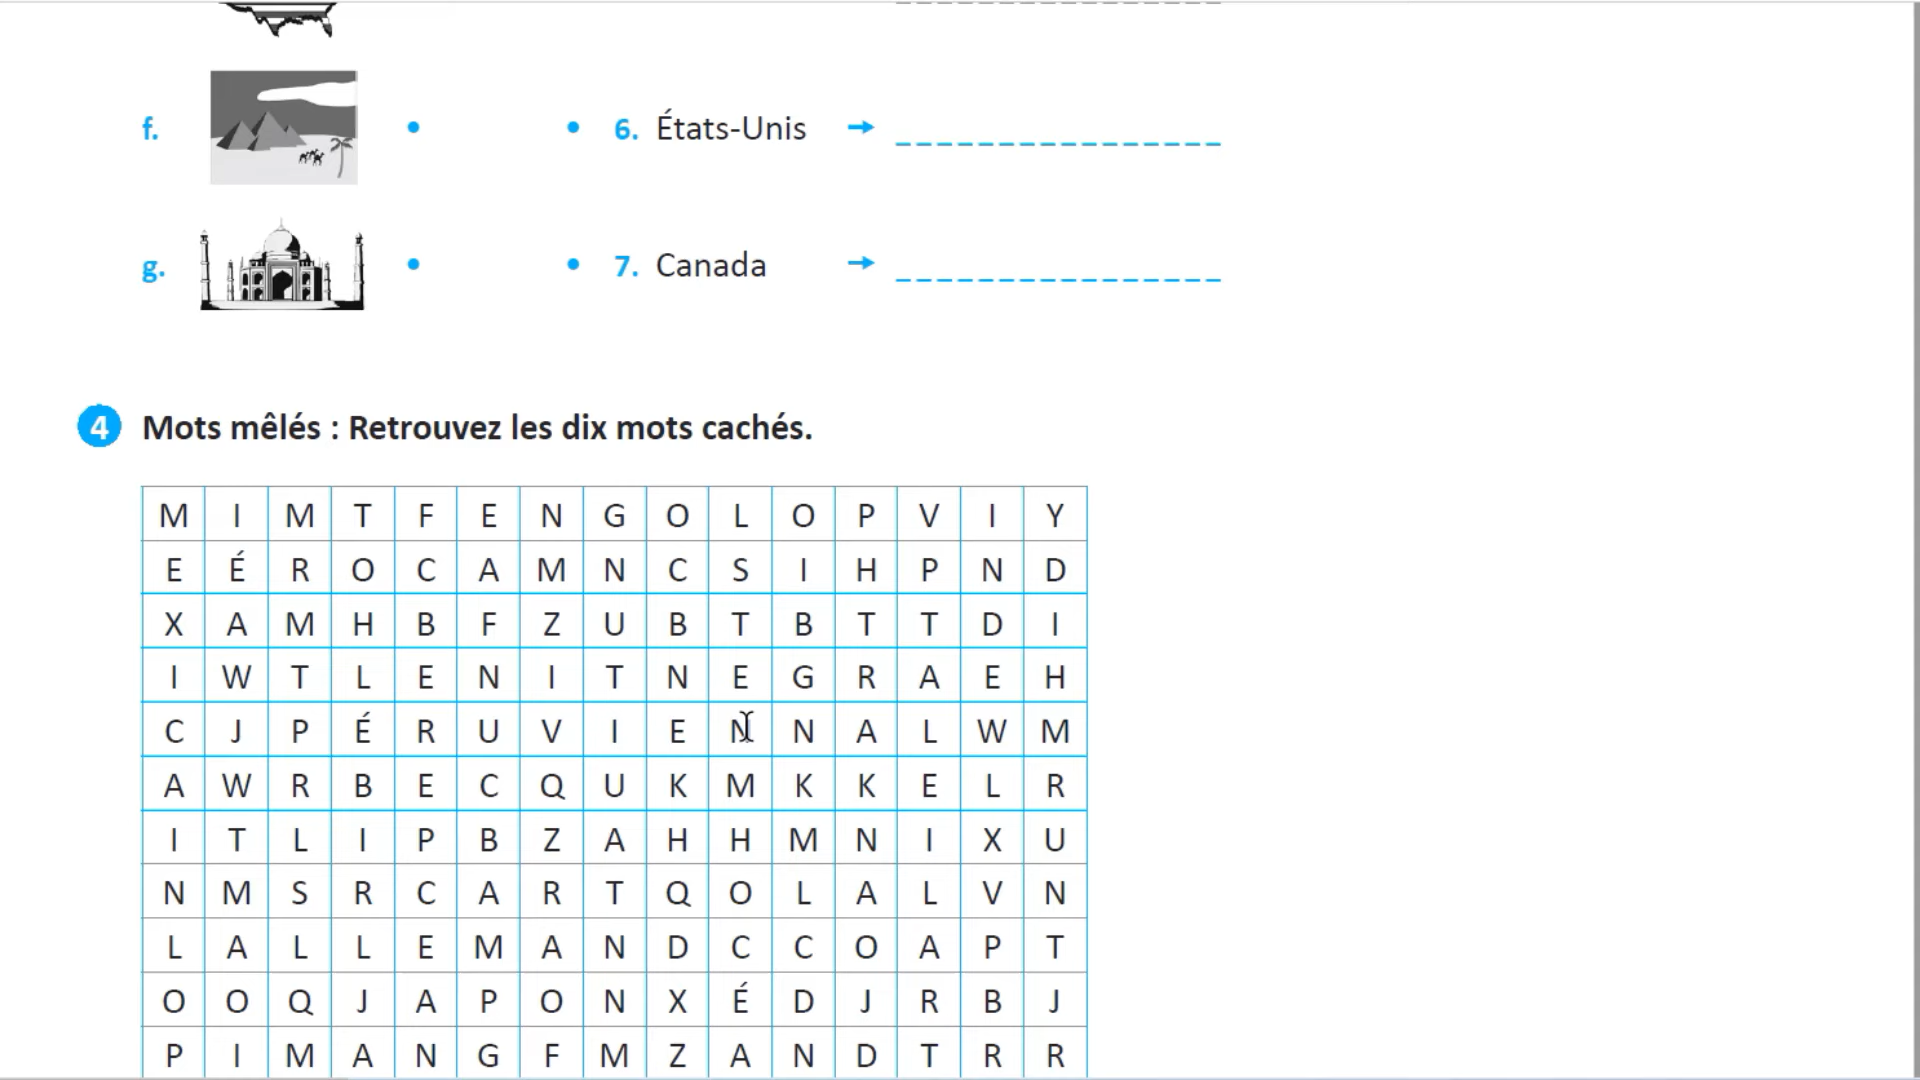 f. 6. États-Unis
g. 7. Canada
4 Mots mêlés : Retrouvez les dix mots cachés.
M I M T F E N G O L O P V I Y
E É R O C A M N C S I H P N D
X A M H B F Z U B T B T T D I
I W T L E N I T N E G R A E H
C J P É R U V I E N N A L W M
A W R B E C Q U K M K K E L R
I T L I P B Z A H H M N I X U
N M S R C A R T Q O L A L V N
L A L L E M A N D C C O A P T
O O Q J A P O N X É D J R B J
P I M A N G F M Z A N D T R R